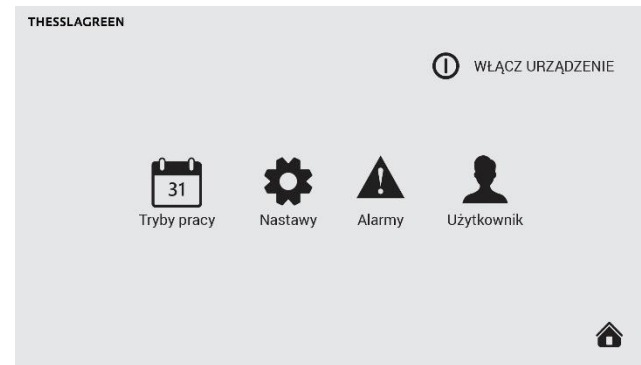 THESSLAGREEN
WŁĄCZ URZĄDZENIE
31
Tryby pracy
Nastawy
Alarmy
Użytkownik